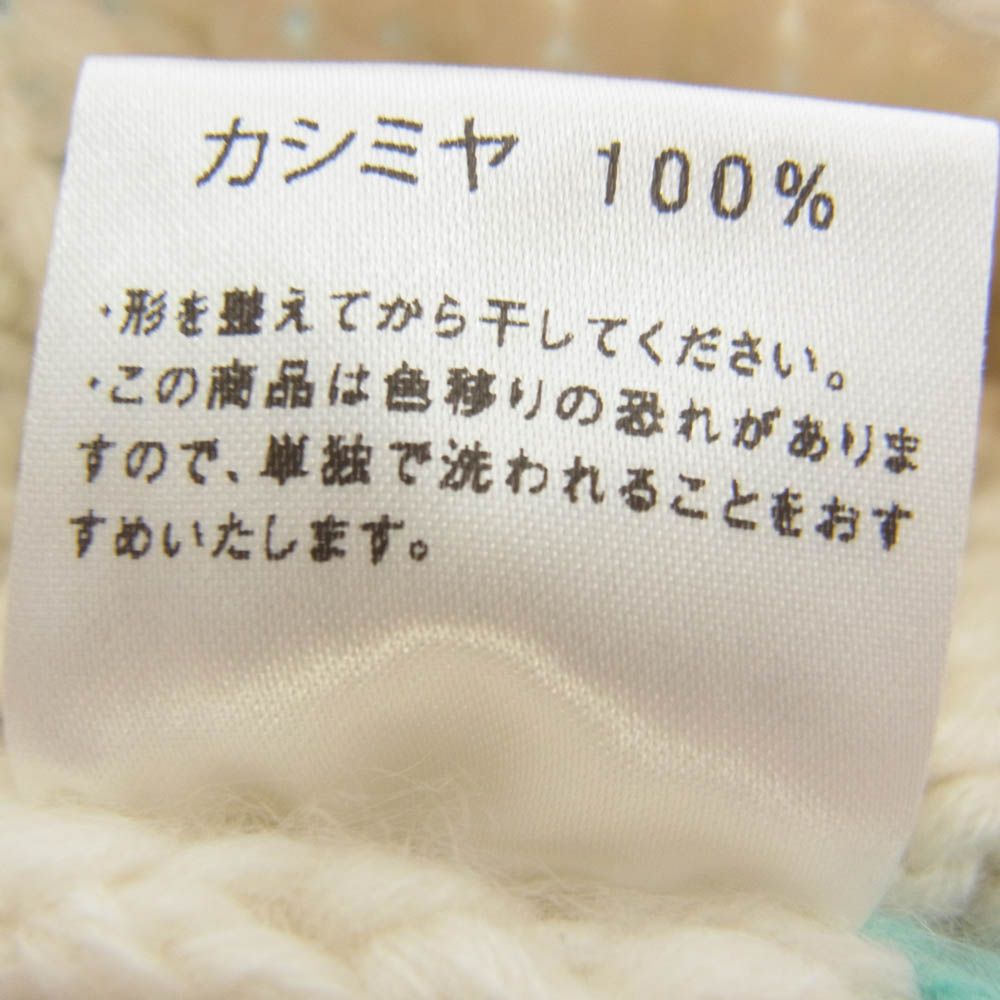 カシミヤ 100%
・形を整えてから干してください。
・この商品は色移りの恐れがありま
すので、単独で洗われることをおす
すめいたします。